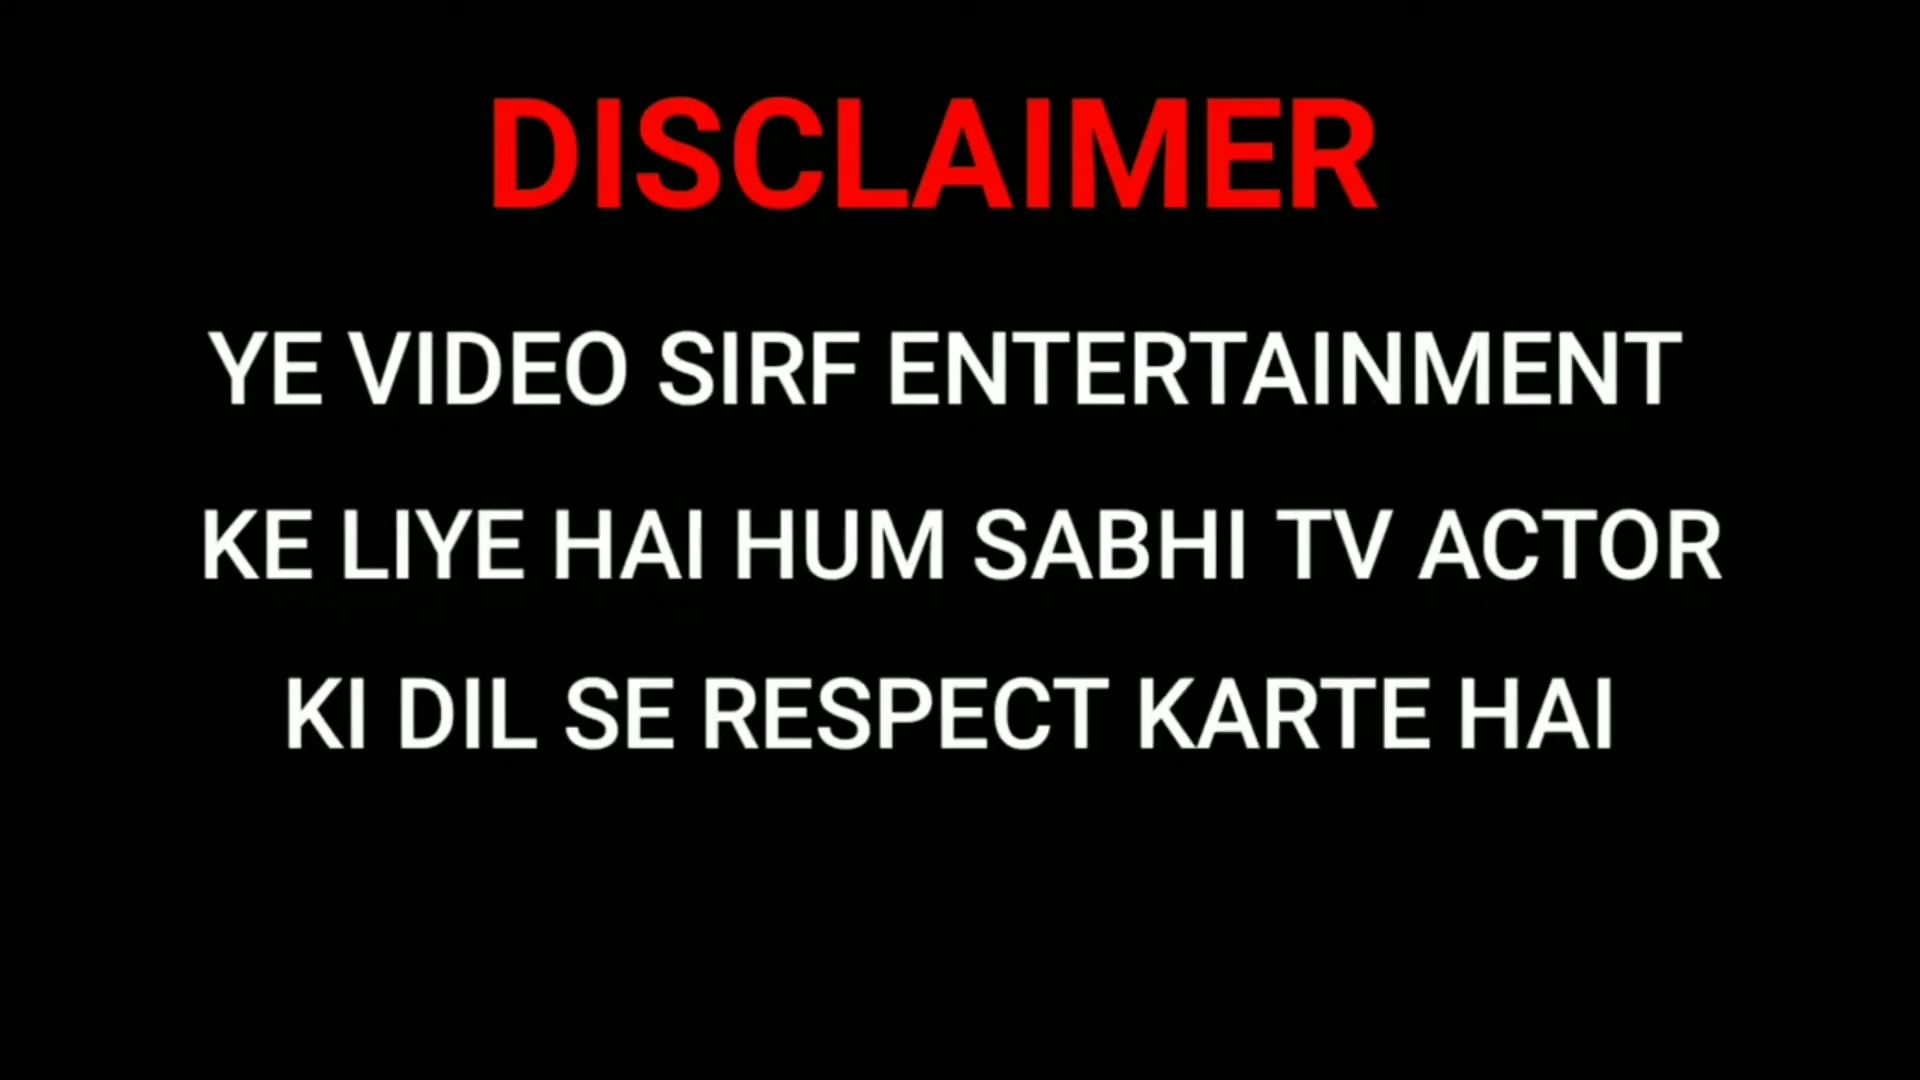 DISCLAIMER
YE VIDEO SIRF ENTERTAINMENT
KE LIYE HAI HUM SABHI TV ACTOR
KI DIL SE RESPECT KARTE HAI